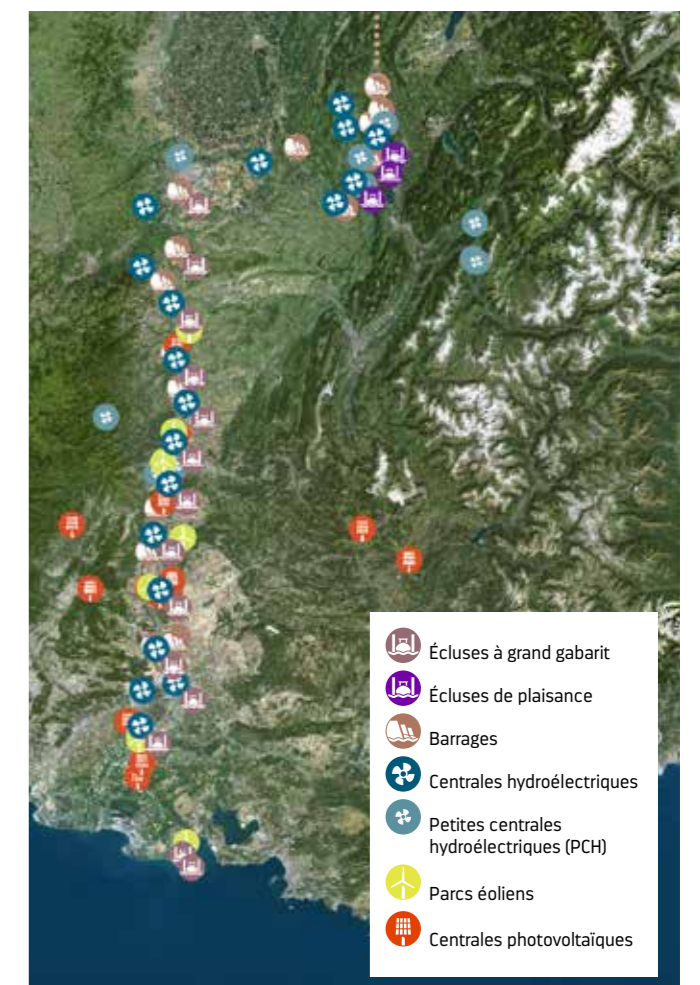 Écluses à grand gabarit
Écluses de plaisance
Barrages
Centrales hydroélectriques
Petites centrales
hydroélectriques (PCH)
Parcs éoliens
Centrales photovoltaïques